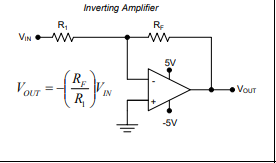 Inverting Amplifier
R1
RF
VIN
5V
-
+
-5V
VOUT
VOUT = -(RF/R1)VIN